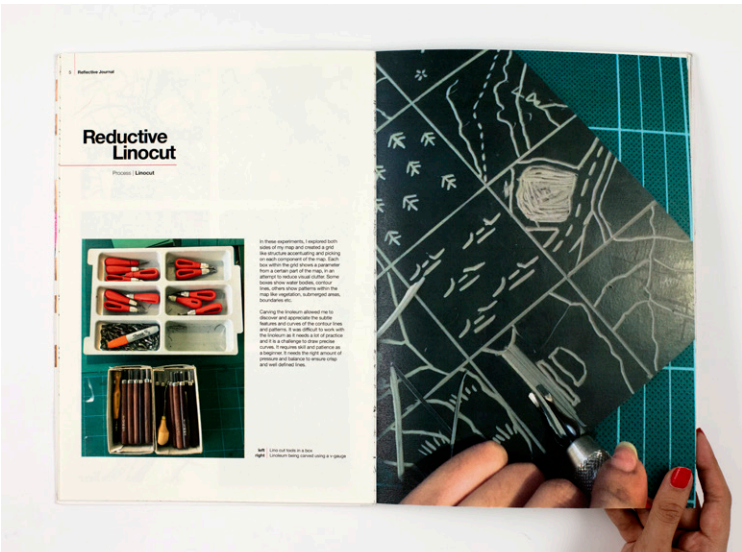 5 | Reflective Journal
Reductive
Linocut
Process | Linocut
In these experiments, I explored both
sides of my map and created a grid
like structure accentuating and picking
on each component of the map. Each
box within the grid shows a parameter
from a certain part of the map, in an
attempt to reduce visual clutter. Some
boxes show water bodies, contour
lines, others show patterns within the
map like vegetation, submerged areas,
boundaries etc.
Carving the linoleum allowed me to
discover and appreciate the subtle
features and curves of the contour lines
and patterns. It was difficult to work with
the linoleum as it needs a lot of practice
and it is a challenge to draw precise
curves. It requires skill and patience as
a beginner. It needs the right amount of
pressure and balance to ensure crisp
and well defined lines.
left | Lino cut tools in a box
right | Linoleum being carved using a v gauge